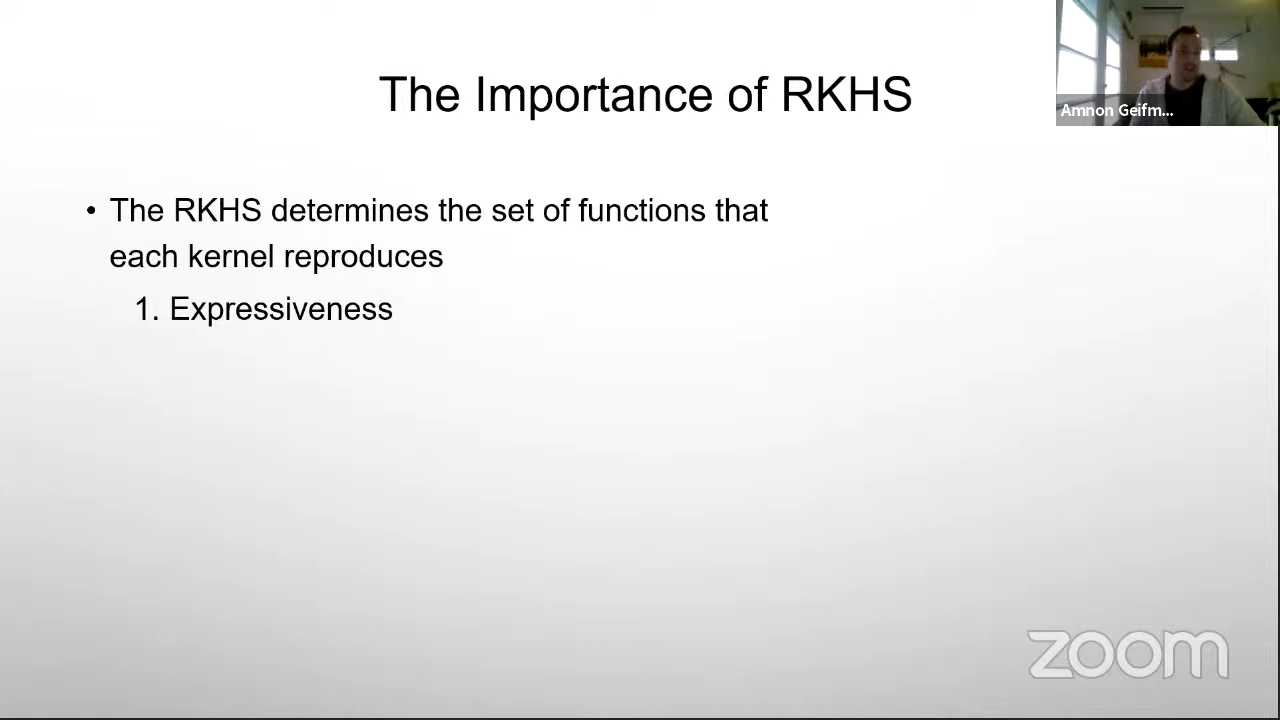 The Importance of RKHS
Amnon Geifm...
• The RKHS determines the set of functions that
each kernel reproduces
1. Expressiveness
zoom